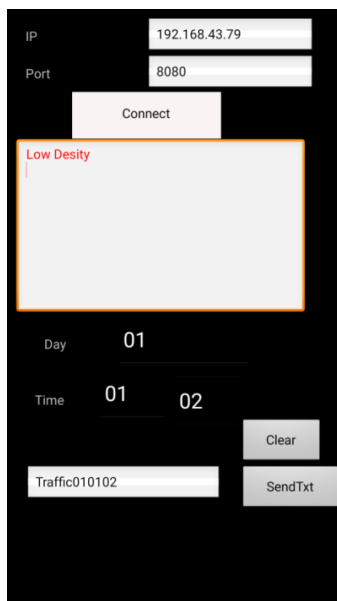 IP 192.168.43.79
Port 8080
Connect
Low Desity
Day 01
Time 01 02
Clear
Traffic010102 SendTxt